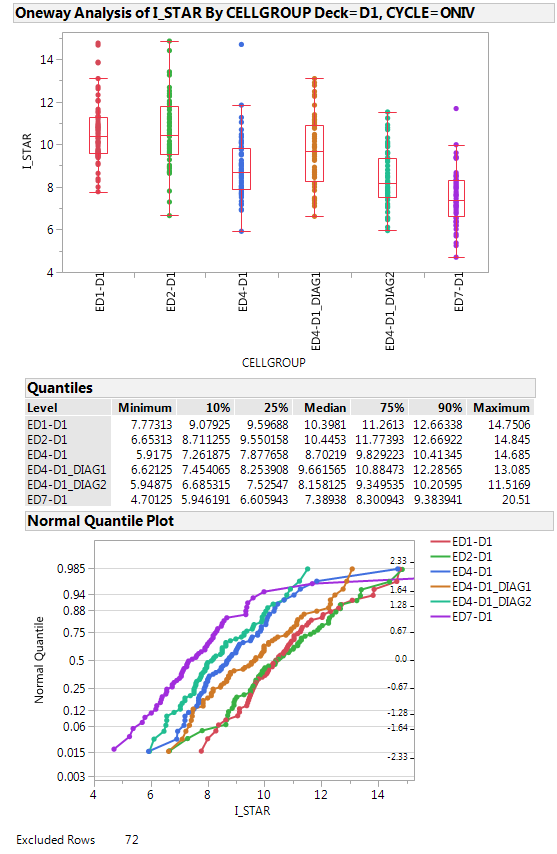 Oneway Analysis of I_STAR By CELLGROUP Deck=D1, CYCLE=ONIV
14
12
10
8
6
4
I_STAR
ED1-D1
ED2-D1
ED4-D1
ED4-D1_DIAG1
ED4-D1_DIAG2
ED7-D1
CELLGROUP
Quantiles
Level Minimum 10% 25% Median 75% 90% Maximum
ED1-D1 7.77313 9.07925 9.59688 10.3981 11.2613 12.66338 14.7506
ED2-D1 6.65313 8.711255 9.550158 10.4453 11.77393 12.66922 14.845
ED4-D1 5.9175 7.261875 7.877658 8.70219 9.829223 10.41345 14.685
ED4-D1_DIAG1 6.62125 7.454065 8.253908 9.661565 10.88473 12.28565 13.085
ED4-D1_DIAG2 5.94875 6.685315 7.52547 8.158125 9.349535 10.20595 11.5169
ED7-D1 4.70125 5.946191 6.605943 7.38938 8.300943 9.383941 20.51
Normal Quantile Plot
0.985
0.94
0.88
0.75
0.5
0.25
0.12
0.06
0.015
0.003
Normal Quantile
2.33
1.64
1.28
0.67
0.0
-0.67
-1.28
-1.64
-2.33
4 6 8 10 12 14
I_STAR
ED1-D1
ED2-D1
ED4-D1
ED4-D1_DIAG1
ED4-D1_DIAG2
ED7-D1
Excluded Rows 72